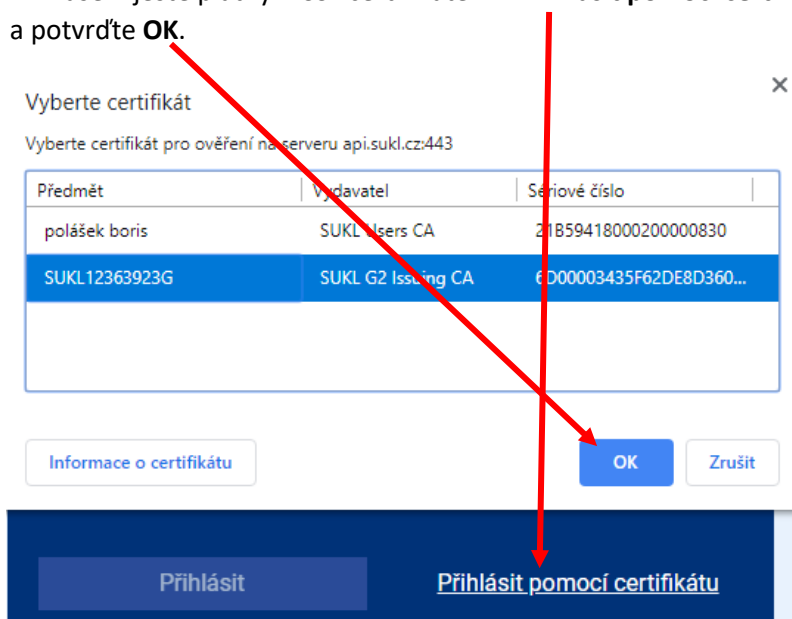 a potvrďte OK.
Vyberte certifikát
Vyberte certifikát pro ověření na serveru api.sukl.cz:443
Předmět Vydavatel Sériové číslo
polášek boris SUKL Users CA 21B59418000200000830
SUKL12363923G SUKL G2 Issuing CA 6D00003435F62DE8D360...
Informace o certifikátu OK Zrušit
Přihlásit Přihlásit pomocí certifikátu